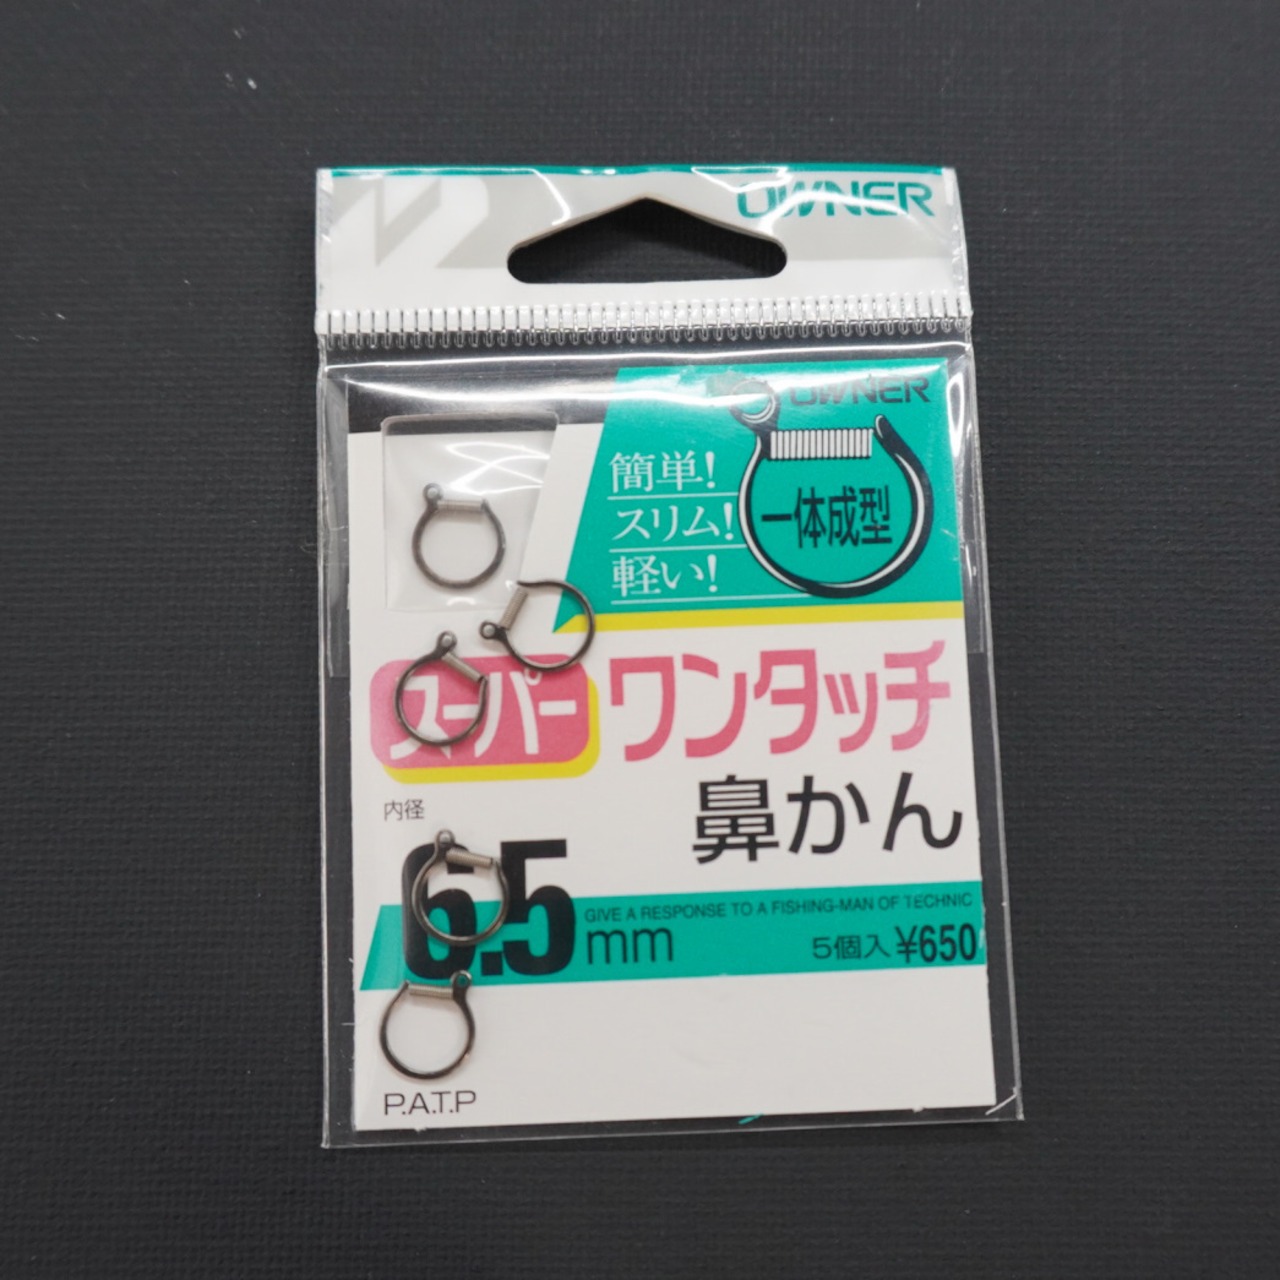 OWNER
OWNER
簡単!
スリム!
軽い!
一体成型
スーパー ワンタッチ
鼻かん
内径
6.5mm
GIVE A RESPONSE TO A FISHING-MAN OF TECHNIC
5個入 ¥650
P.A.T.P